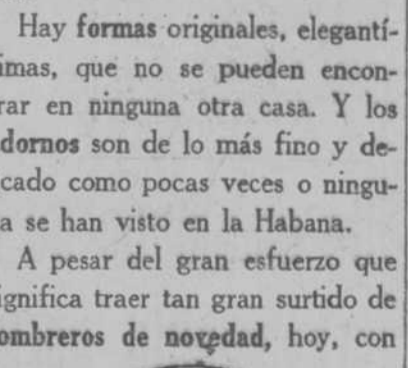 Hay formas originales, elegantí-
imas, que no se pueden encon-
rar en ninguna otra casa. Y los
dornos son de lo más fino y de-
cado como pocas veces o ningu-
a se han visto en la Habana.
A pesar del gran esfuerzo que
ignifica traer tan gran surtido de
ombreros de novedad, hoy, con